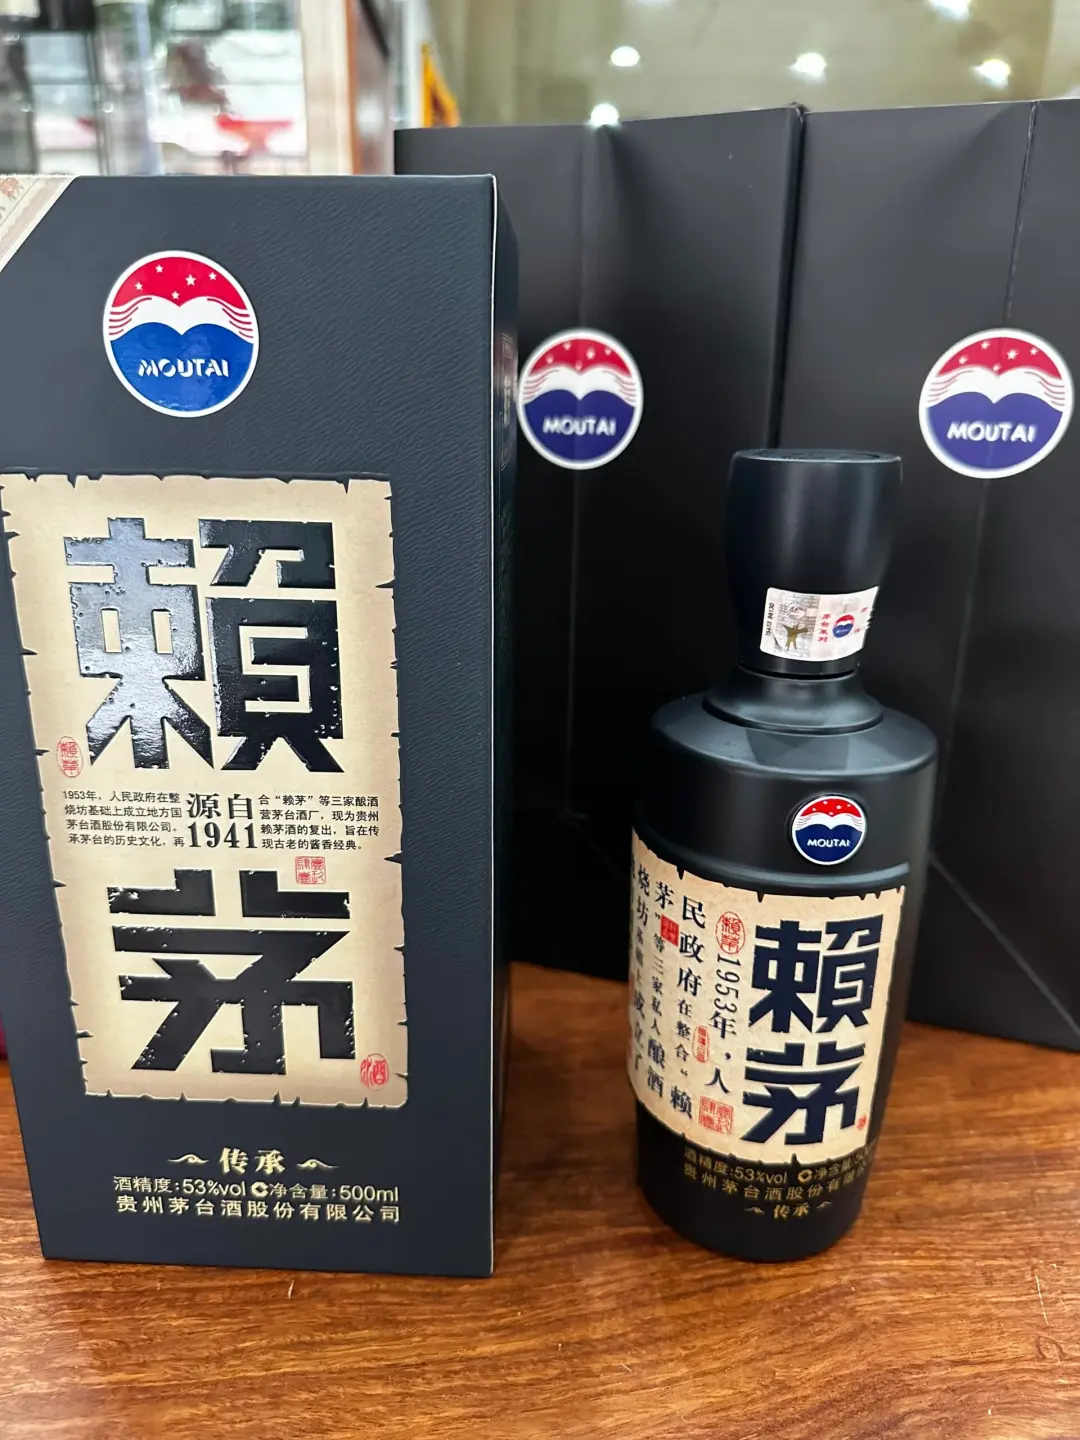 MOUTAI
賴
賴茅
1953年，人民政府在整
烧坊基础上成立地方国
茅台酒股份有限公司。
承茅台的历史文化，再
源自
1941
合“赖茅”等三家酿酒
营茅台酒厂，现为贵州
赖茅酒的复出，旨在传
现古老的酱香经典。
茅
酒
传承
酒精度:53%vol 净含量:500ml
贵州茅台酒股份有限公司
MOUTAI
MOUTAI
MOUTAI
賴茅
1953年，人
民政府在整合“赖
茅”等三家私人酿酒
烧坊
成立了
酒精度:53%vol 净含量
贵州茅台酒股份有限公
传承